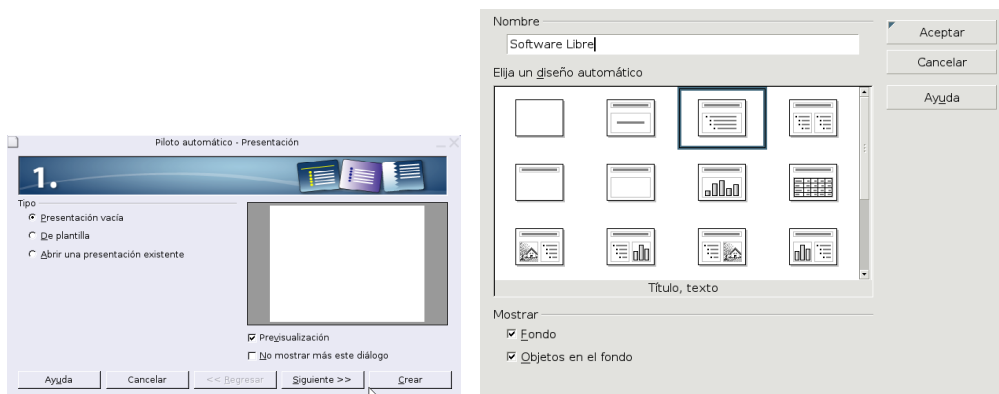 Piloto automático - Presentación
1.
Tipo
Presentación vacía
De plantilla
Abrir una presentación existente
Previsualización
No mostrar más este diálogo
Ayuda
Cancelar
<< Regresar
Siguiente >>
Crear
Nombre
Software Libre
Elija un diseño automático
Título, texto
Mostrar
Fondo
Objetos en el fondo
Aceptar
Cancelar
Ayuda